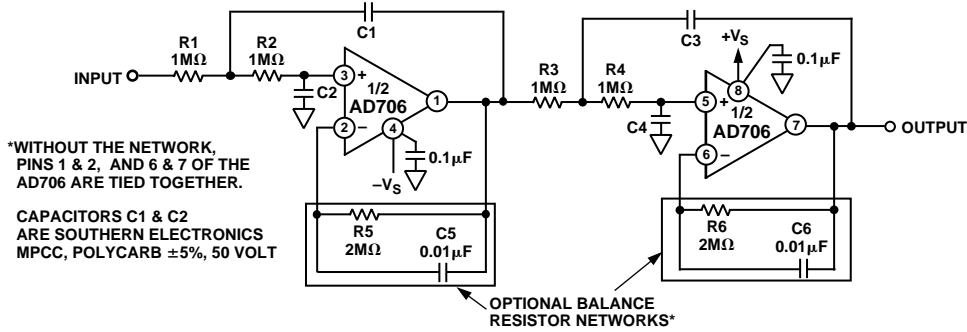 C1
C3
R1
1MΩ
R2
1MΩ
INPUT
C2
3
+
1/2
AD706
1
2
–
4
0.1μF
–VS
R3
1MΩ
R4
1MΩ
C4
+VS
8
0.1μF
5
+
1/2
AD706
7
6
–
OUTPUT
*WITHOUT THE NETWORK,
PINS 1 & 2, AND 6 & 7 OF THE
AD706 ARE TIED TOGETHER.
CAPACITORS C1 & C2
ARE SOUTHERN ELECTRONICS
MPCC, POLYCARB ±5%, 50 VOLT
R5
2MΩ
C5
0.01μF
R6
2MΩ
C6
0.01μF
OPTIONAL BALANCE
RESISTOR NETWORKS*